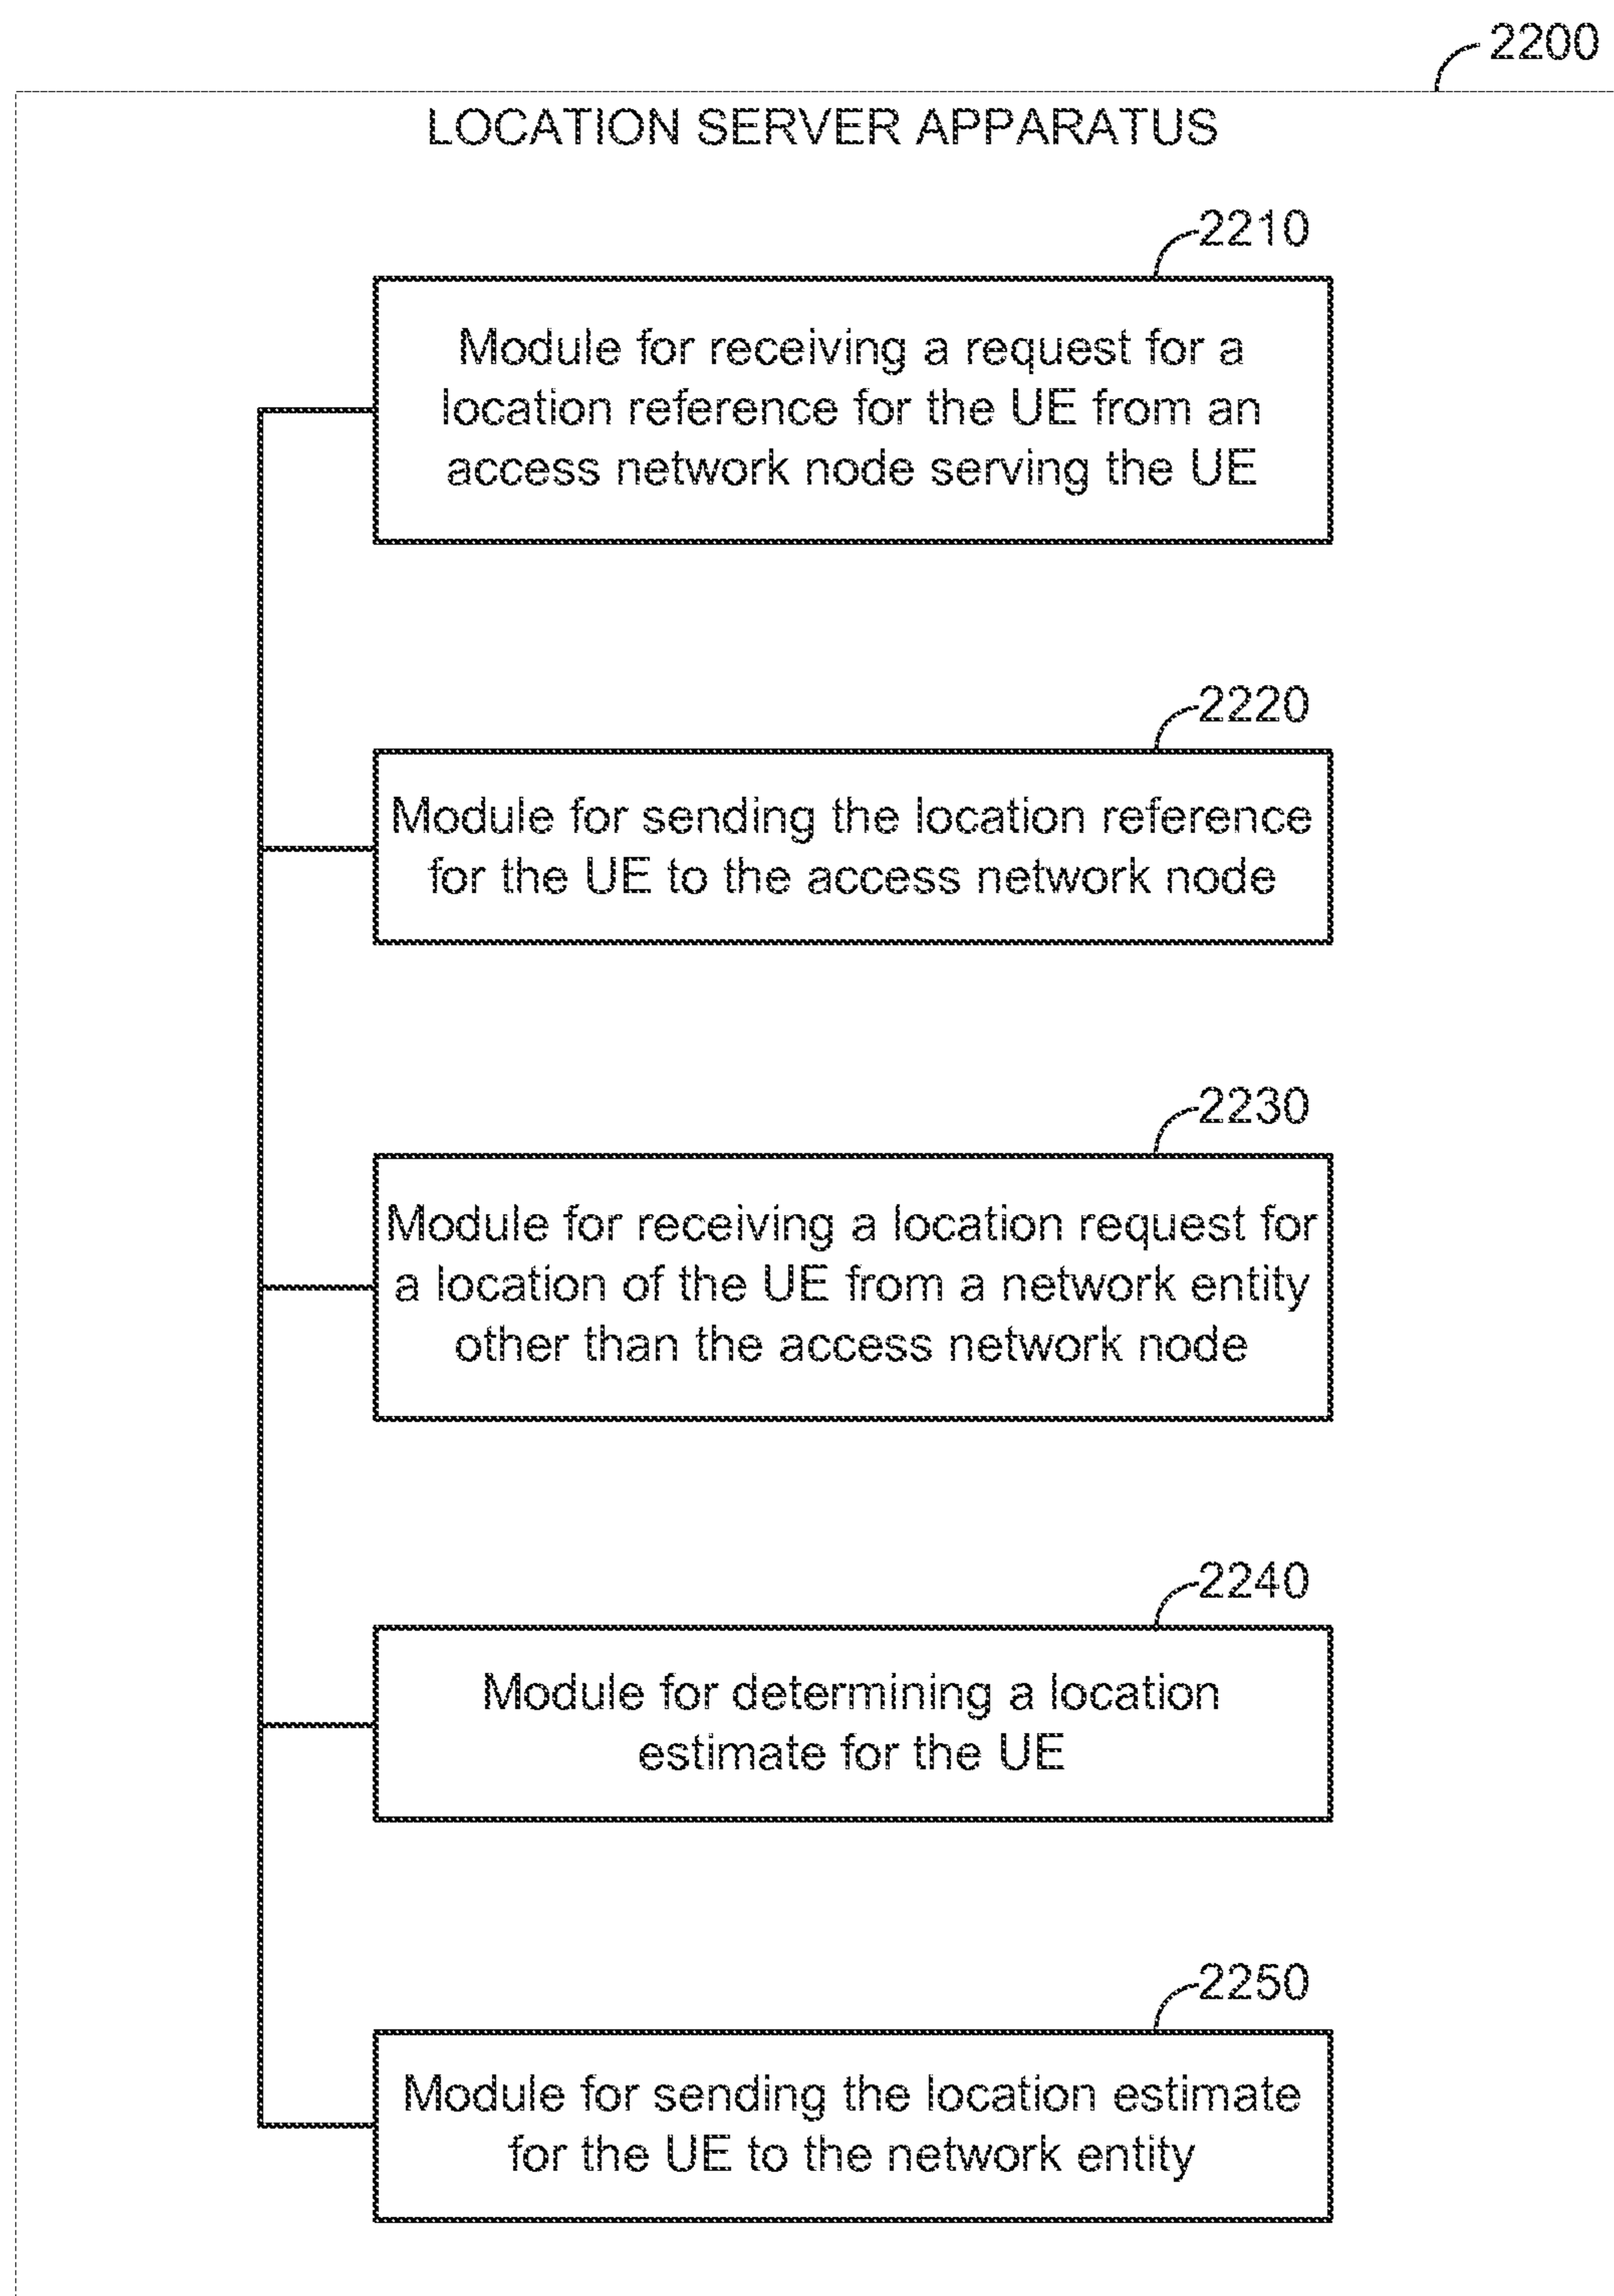 2200
LOCATION SERVER APPARATUS
2210
Module for receiving a request for a
location reference for the UE from an
access network node serving the UE
2220
Module for sending the location reference
for the UE to the access network node
2230
Module for receiving a location request for
a location of the UE from a network entity
other than the access network node
2240
Module for determining a location
estimate for the UE
2250
Module for sending the location estimate
for the UE to the network entity